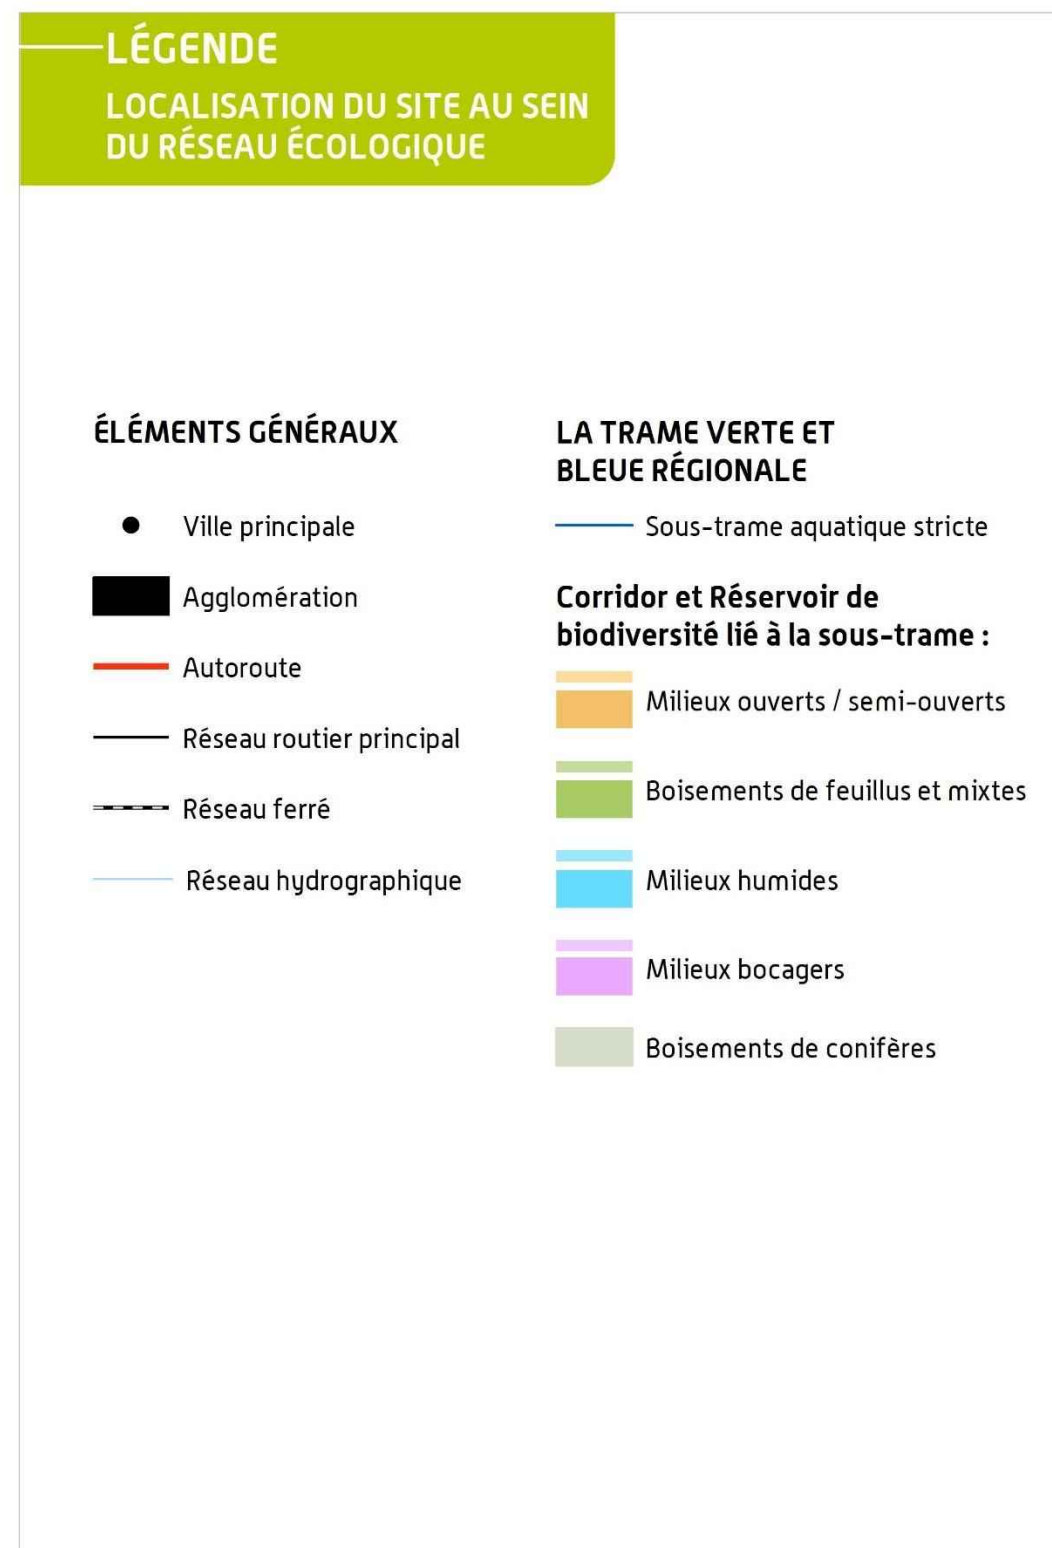 LÉGENDE
LOCALISATION DU SITE AU SEIN
DU RÉSEAU ÉCOLOGIQUE
ÉLÉMENTS GÉNÉRAUX
Ville principale
Agglomération
Autoroute
Réseau routier principal
Réseau ferré
Réseau hydrographique
LA TRAME VERTE ET
BLEUE RÉGIONALE
Sous-trame aquatique stricte
Corridor et Réservoir de
biodiversité lié à la sous-trame :
Milieux ouverts / semi-ouverts
Boisements de feuillus et mixtes
Milieux humides
Milieux bocagers
Boisements de conifères